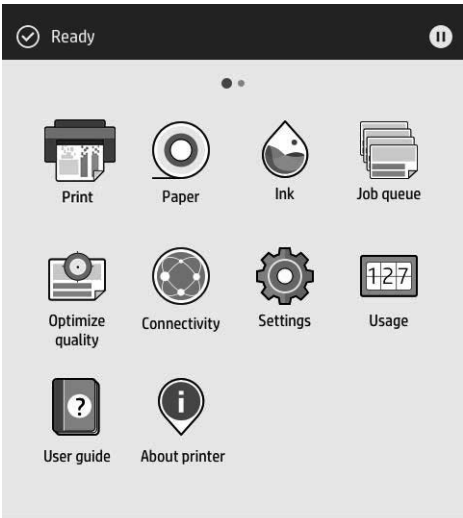 Ready
Print
Paper
Ink
Job queue
Optimize
quality
Connectivity
Settings
127
Usage
?
User guide
i
About printer